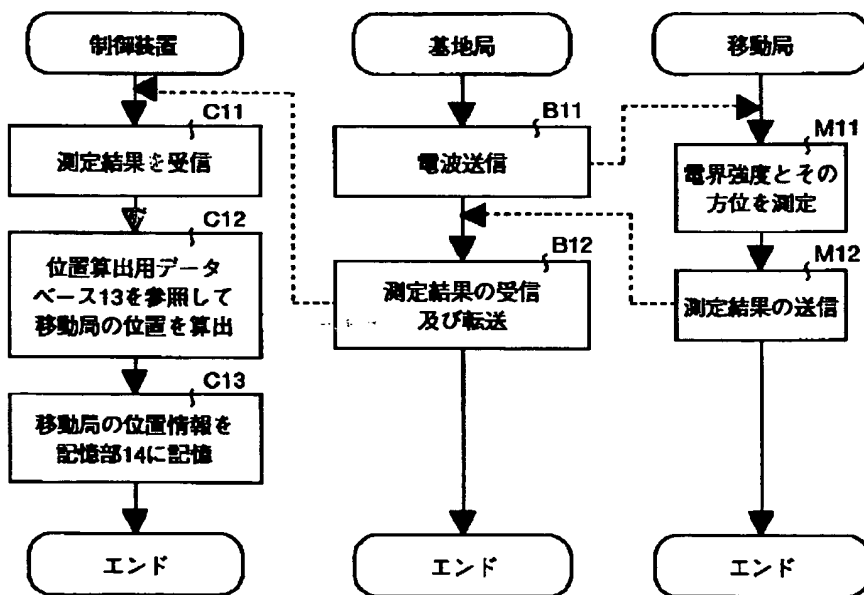 制御装置
C11
測定結果を受信
C12
位置算出用データ
ベース13を参照して
移動局の位置を算出
C13
移動局の位置情報を
記憶部14に記憶
エンド
基地局
B11
電波送信
B12
測定結果の受信
及び転送
エンド
移動局
M11
電界強度とその
方位を測定
M12
測定結果の送信
エンド